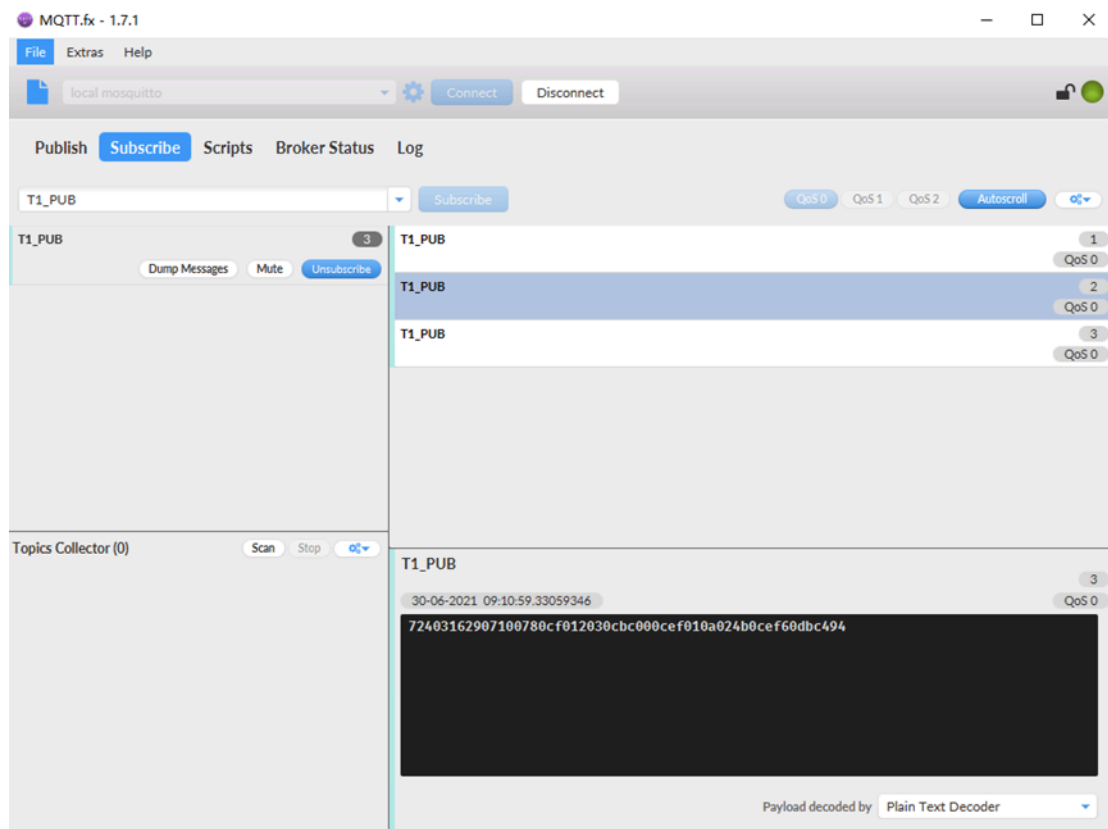 MQTT.fx - 1.7.1
File Extras Help
local mosquitto Connect Disconnect
Publish Subscribe Scripts Broker Status Log
T1_PUB Subscribe QoS 0 QoS 1 QoS 2 Autoscroll
T1_PUB 3
Dump Messages Mute Unsubscribe
T1_PUB 1
QoS 0
T1_PUB 2
QoS 0
T1_PUB 3
QoS 0
Topics Collector (0) Scan Stop
T1_PUB 3
30-06-2021 09:10:59.33059346 QoS 0
72403162907100780cf012030cbc000cef010a024b0cef60dbc494
Payload decoded by Plain Text Decoder